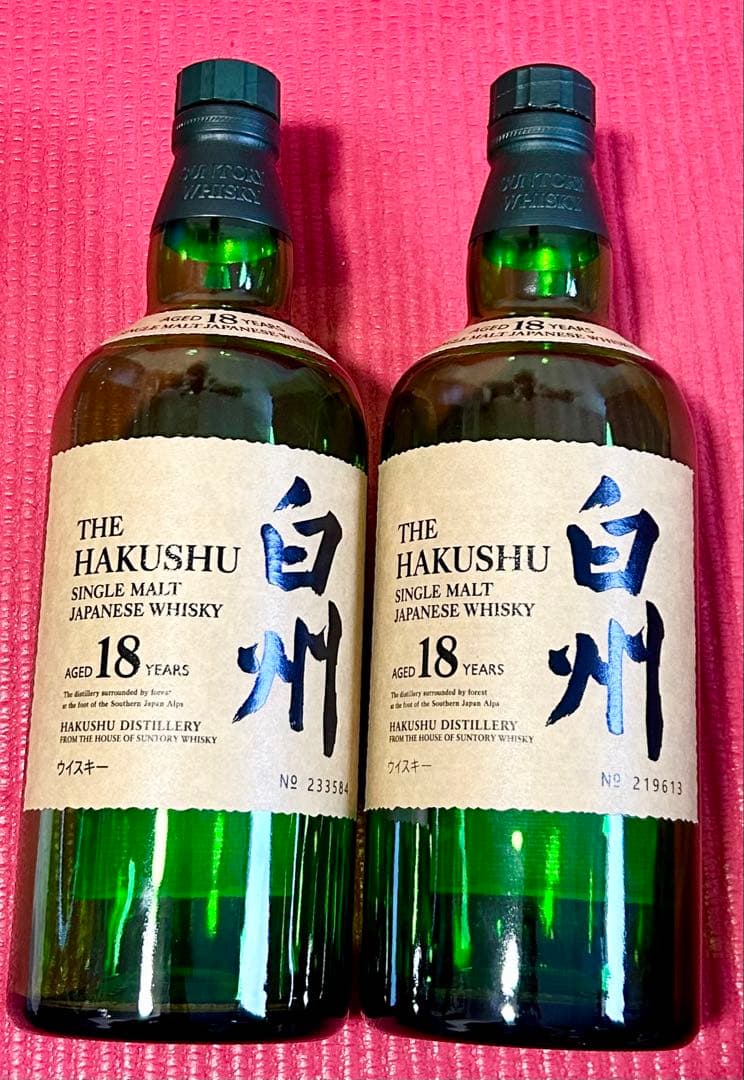 SUNTORY
WHISKY
AGED 18 YEARS
SINGLE MALT JAPANESE
THE
HAKUSHU
SINGLE MALT
JAPANESE WHISKY
AGED 18 YEARS
The distillery surrounded by forest
at the foot of the Southern Japan Alps
HAKUSHU DISTILLERY
FROM THE HOUSE OF SUNTORY WHISKY
ウイスキー
白州
№ 233584
SUNTORY
WHISKY
AGED 18 YEARS
SINGLE MALT JAPANESE
THE
HAKUSHU
SINGLE MALT
JAPANESE WHISKY
AGED 18 YEARS
The distillery surrounded by forest
at the foot of the Southern Japan Alps
HAKUSHU DISTILLERY
FROM THE HOUSE OF SUNTORY WHISKY
ウイスキー
白州
№ 219613